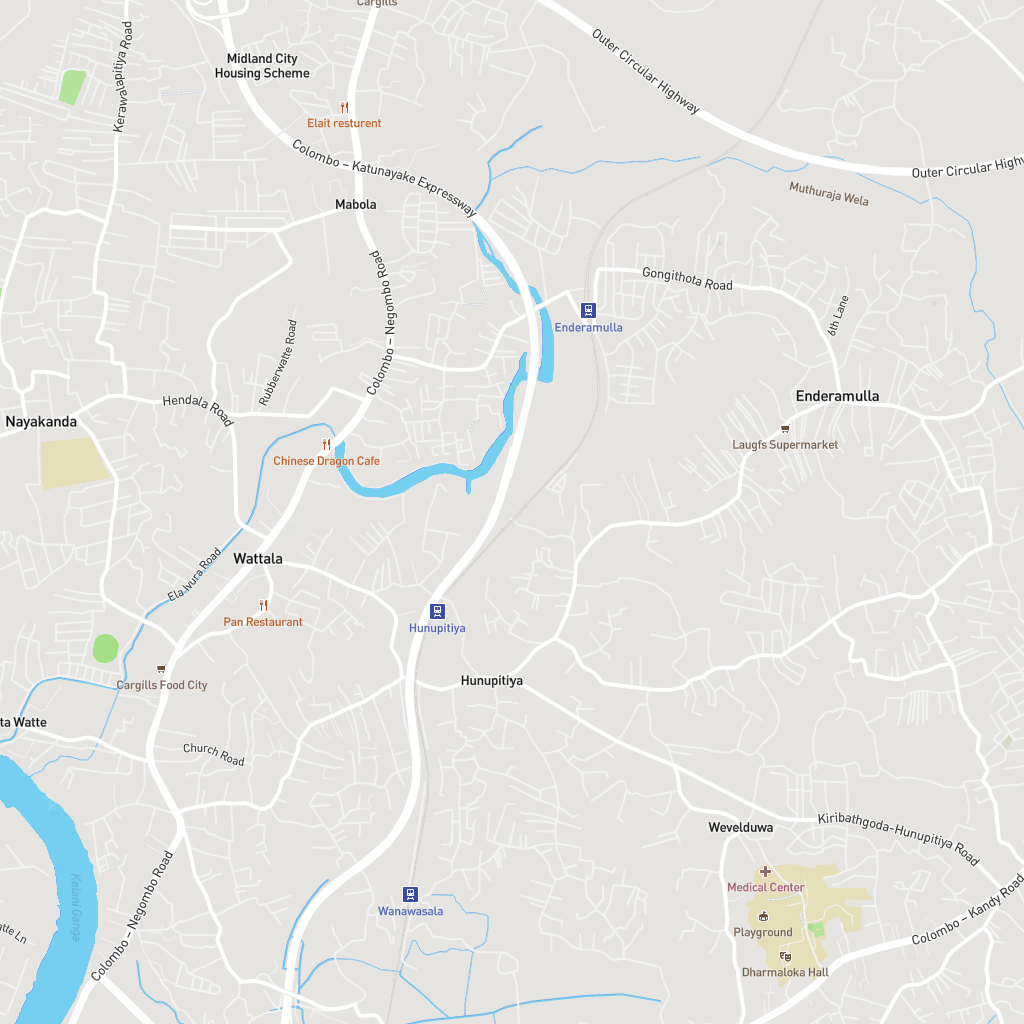 Cargills
Kerawalapitiya Road
Midland City
Housing Scheme
Outer Circular Highway
Elait resturent
Colombo – Katunayake Expressway
Outer Circular Highw
Muthuraja Wela
Mabola
Colombo – Negombo Road
Gongithota Road
6th Lane
Enderamulla
Rubberwatte Road
Enderamulla
Hendala Road
Nayakanda
Laugfs Supermarket
Chinese Dragon Cafe
Wattala
Ela Ivura Road
Pan Restaurant
Hunupitiya
Cargills Food City
Hunupitiya
ta Watte
Church Road
Wevelduwa
Kiribathgoda-Hunupitiya Road
Medical Center
Kelani Ganga
Colombo – Negombo Road
Wanawasala
Playground
Colombo – Kandy Road
atte Ln
Dharmaloka Hall